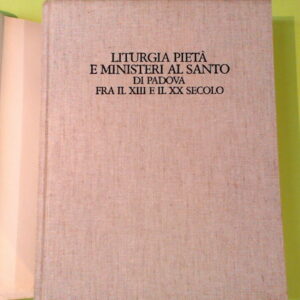 LITURGIA PIETÀ
E MINISTERI AL SANTO
DI PADOVA
FRA IL XIII E IL XX SECOLO